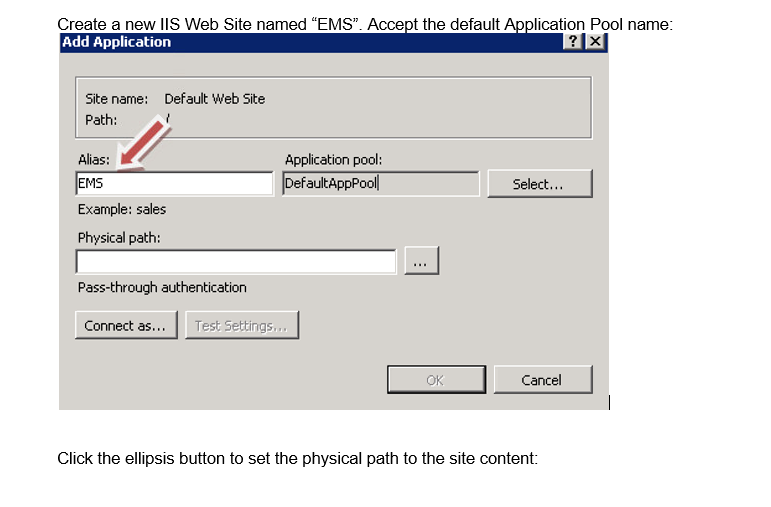 Create a new IIS Web Site named “EMS”. Accept the default Application Pool name:
Add Application
? X
Site name: Default Web Site
Path: /
Alias: Application pool:
EMS DefaultAppPool Select...
Example: sales
Physical path:
...
Pass-through authentication
Connect as... Test Settings...
OK Cancel
Click the ellipsis button to set the physical path to the site content: